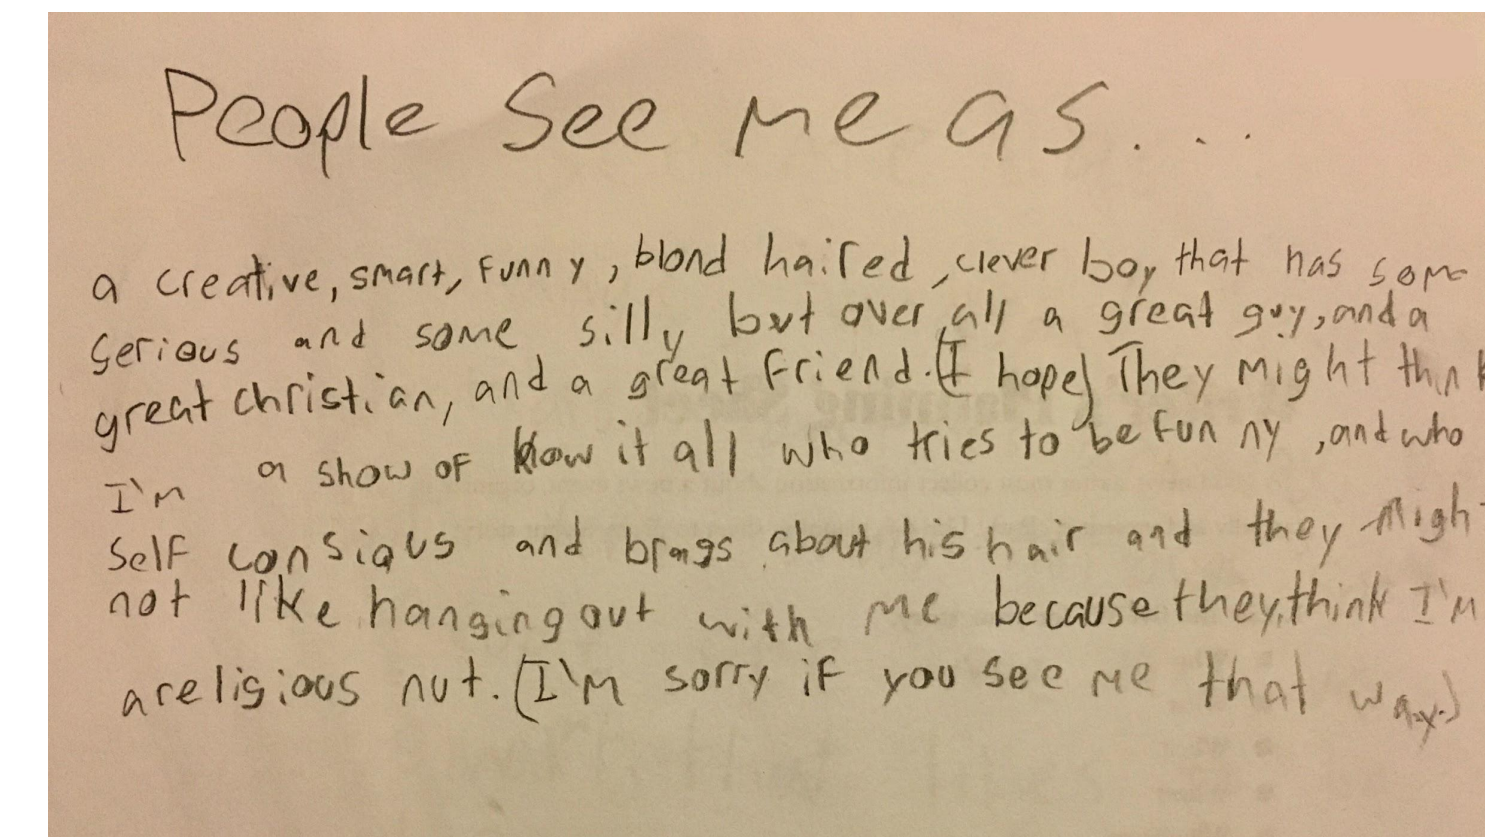 People See me as...
a creative, smart, funny, blond haired, clever boy that has some
serious and some silly but over all a great guy, and a
great christian, and a great friend. (I hope) They might think
I'm a show of know it all who tries to be funny, and who
self consious and brags about his hair and they might
not like hanging out with me because they think I'm
a religious nut. (I'm sorry if you see me that way.)